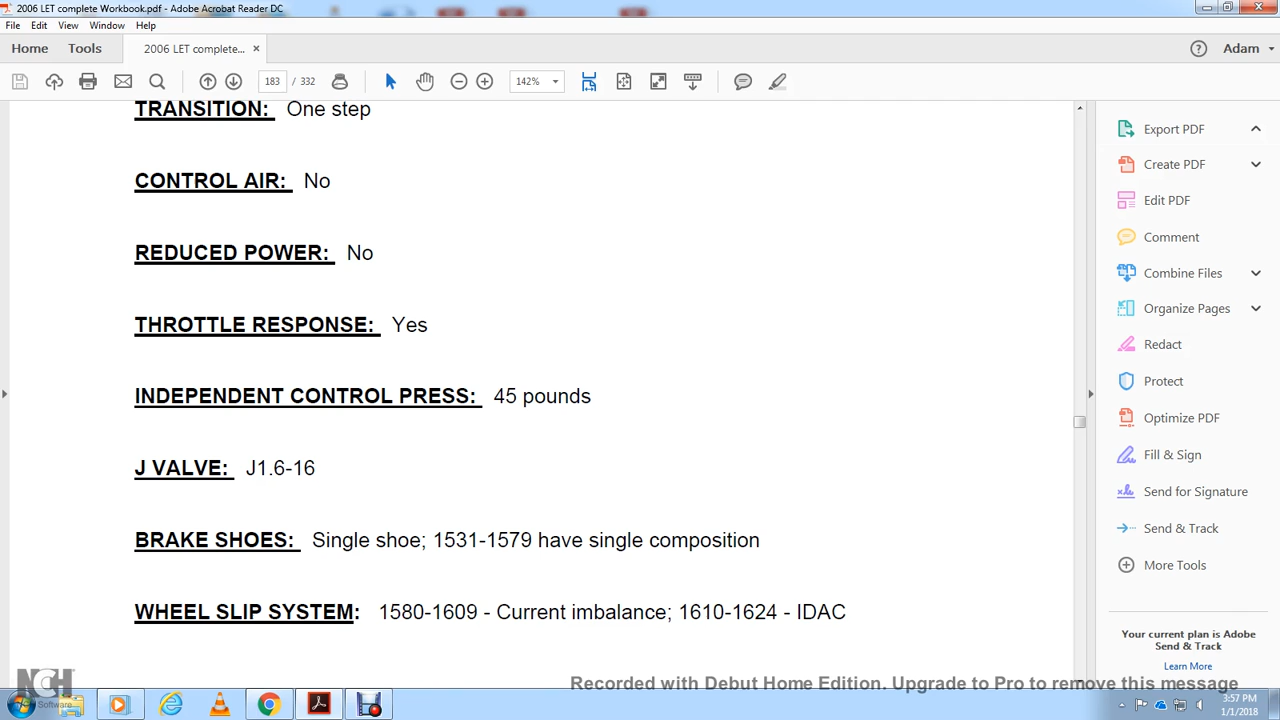 2006 LET complete Workbook.pdf - Adobe Acrobat Reader DC
File Edit View Window Help
Home Tools 2006 LET complete... × Adam
183 / 332 142%
TRANSITION: One step
CONTROL AIR: No
REDUCED POWER: No
THROTTLE RESPONSE: Yes
INDEPENDENT CONTROL PRESS: 45 pounds
J VALVE: J1.6-16
BRAKE SHOES: Single shoe; 1531-1579 have single composition
WHEEL SLIP SYSTEM: 1580-1609 - Current imbalance; 1610-1624 - IDAC
Export PDF
Create PDF
Edit PDF
Comment
Combine Files
Organize Pages
Redact
Protect
Optimize PDF
Fill & Sign
Send for Signature
Send & Track
More Tools
Your current plan is Adobe
Send & Track
Learn More
NCH
Software
Recorded with Debut Home Edition. Upgrade to Pro to remove this message
3:57 PM
1/1/2018